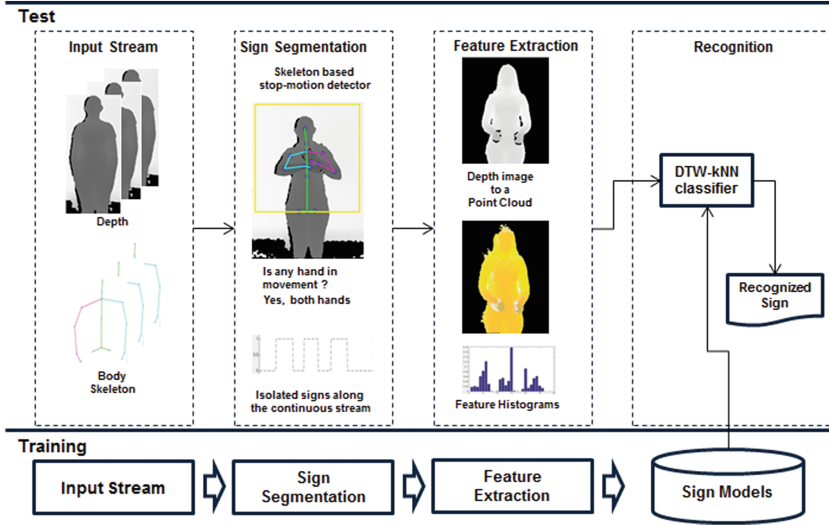 Test
Input Stream
Depth
Body
Skeleton
Sign Segmentation
Skeleton based
stop-motion detector
Is any hand in
movement ?
Yes, both hands
Isolated signs along
the continuous stream
Feature Extraction
Depth image
to a
Point Cloud
Feature Histograms
Recognition
DTW-kNN
classifier
Recognized
Sign
Training
Input Stream
Sign
Segmentation
Feature
Extraction
Sign Models